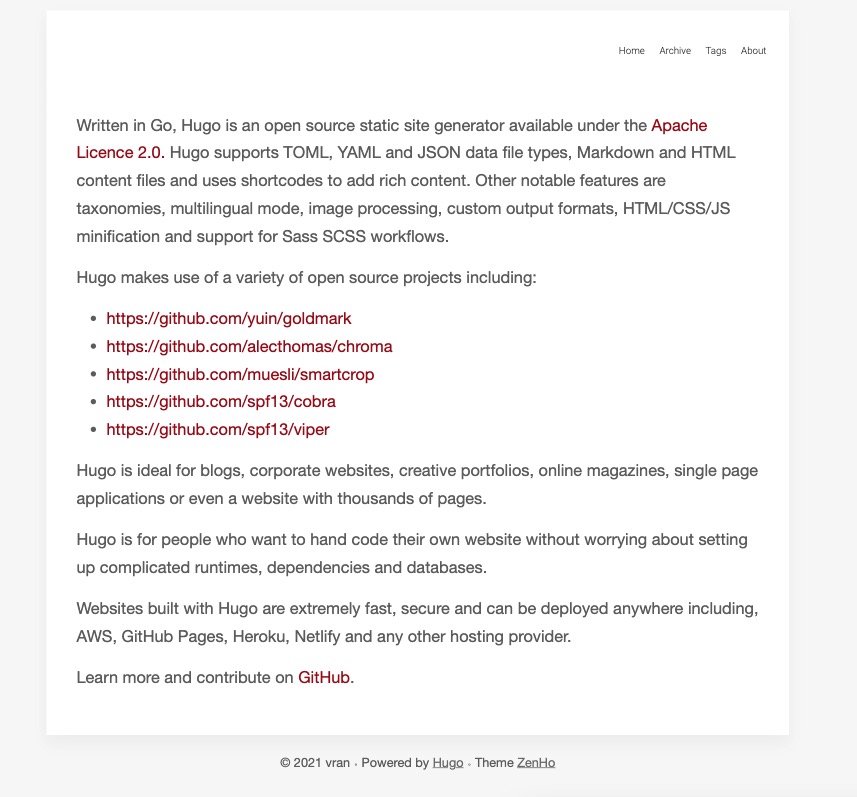 Home Archive Tags About
Written in Go, Hugo is an open source static site generator available under the Apache
Licence 2.0. Hugo supports TOML, YAML and JSON data file types, Markdown and HTML
content files and uses shortcodes to add rich content. Other notable features are
taxonomies, multilingual mode, image processing, custom output formats, HTML/CSS/JS
minification and support for Sass SCSS workflows.
Hugo makes use of a variety of open source projects including:
• https://github.com/yuin/goldmark
• https://github.com/alecthomas/chroma
• https://github.com/muesli/smartcrop
• https://github.com/spf13/cobra
• https://github.com/spf13/viper
Hugo is ideal for blogs, corporate websites, creative portfolios, online magazines, single page
applications or even a website with thousands of pages.
Hugo is for people who want to hand code their own website without worrying about setting
up complicated runtimes, dependencies and databases.
Websites built with Hugo are extremely fast, secure and can be deployed anywhere including,
AWS, GitHub Pages, Heroku, Netlify and any other hosting provider.
Learn more and contribute on GitHub.
© 2021 vran • Powered by Hugo • Theme ZenHo